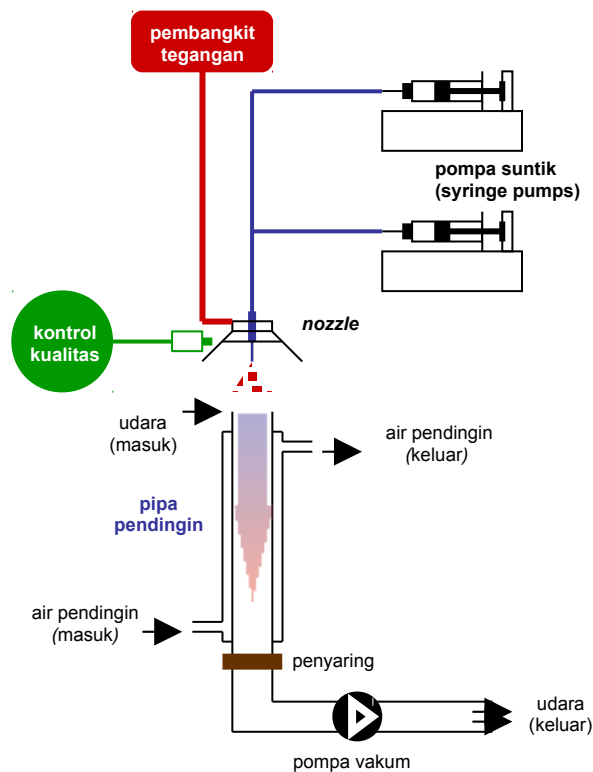 pembangkit
tegangan
pompa suntik
(syringe pumps)
nozzle
kontrol
kualitas
udara
(masuk)
air pendingin
(keluar)
pipa
pendingin
air pendingin
(masuk)
penyaring
udara
(keluar)
pompa vakum